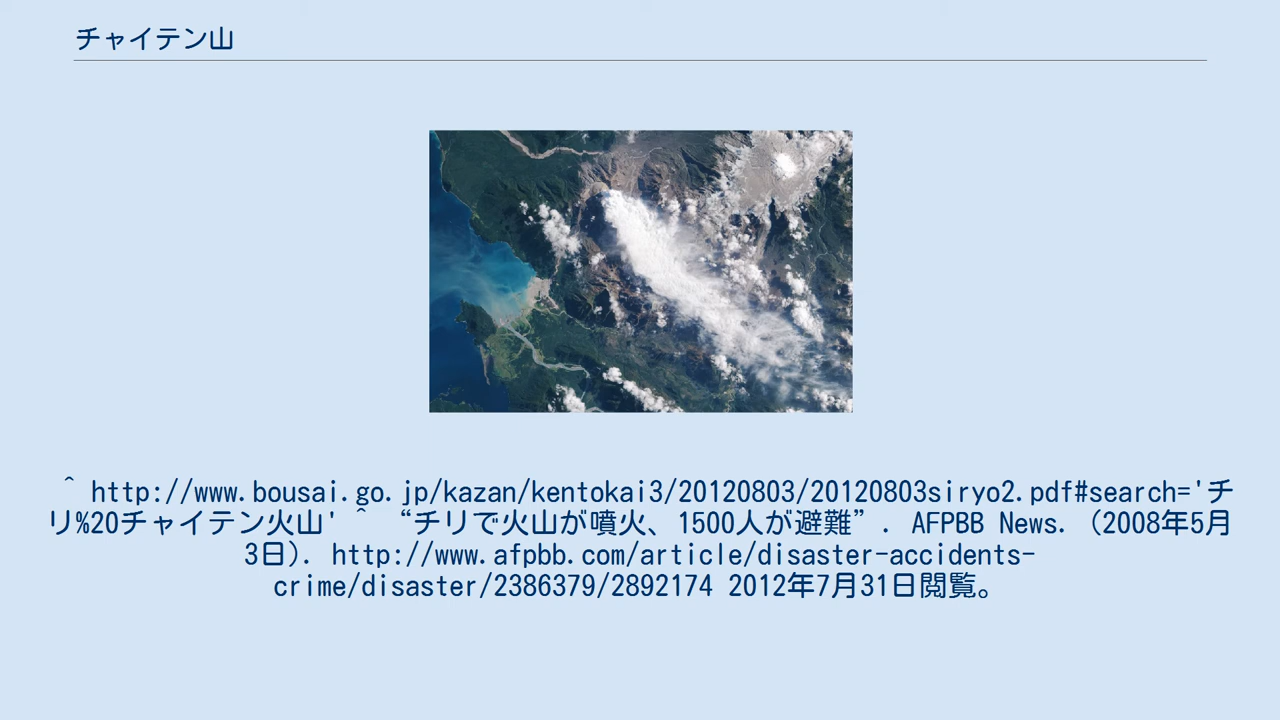 チャイテン山
^ http://www.bousai.go.jp/kazan/kentokai3/20120803/20120803siryo2.pdf#search='チ
リ%20チャイテン火山' ^ “チリで火山が噴火、1500人が避難”. AFPBB News. (2008年5月
3日). http://www.afpbb.com/article/disaster-accidents-
crime/disaster/2386379/2892174 2012年7月31日閲覧。